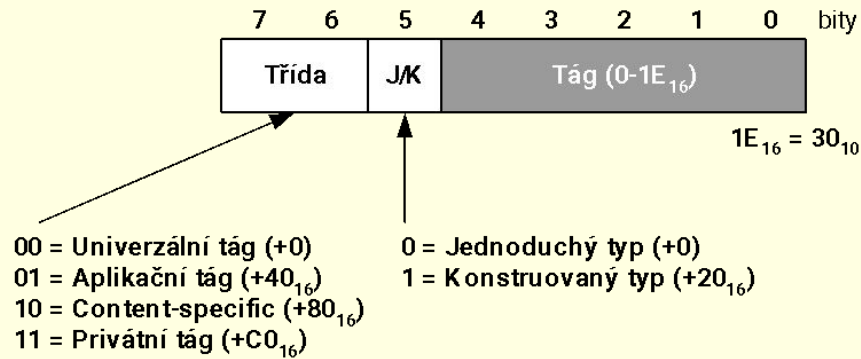 7 6 5 4 3 2 1 0 bity
Třída J/K Tág (0-1E₁₆)
1E₁₆ = 30₁₀
00 = Univerzální tág (+0) 0 = Jednoduchý typ (+0)
01 = Aplikační tág (+40₁₆) 1 = Konstruovaný typ (+20₁₆)
10 = Content-specific (+80₁₆)
11 = Privátní tág (+C0₁₆)